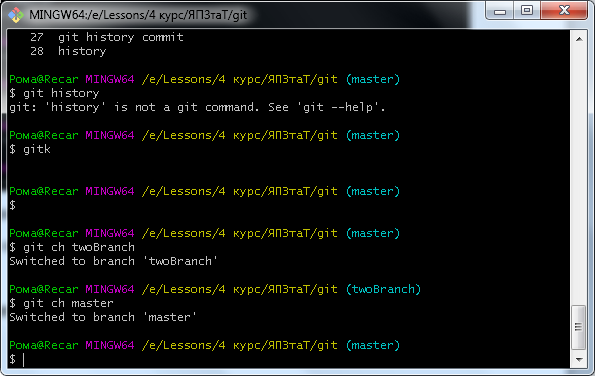 MINGW64:/e/Lessons/4 курс/ЯПЗтаТ/git
27 git history commit
28 history
Рома@Recar MINGW64 /e/Lessons/4 курс/ЯПЗтаТ/git (master)
$ git history
git: 'history' is not a git command. See 'git --help'.
Рома@Recar MINGW64 /e/Lessons/4 курс/ЯПЗтаТ/git (master)
$ gitk
Рома@Recar MINGW64 /e/Lessons/4 курс/ЯПЗтаТ/git (master)
$
Рома@Recar MINGW64 /e/Lessons/4 курс/ЯПЗтаТ/git (master)
$ git ch twoBranch
Switched to branch 'twoBranch'
Рома@Recar MINGW64 /e/Lessons/4 курс/ЯПЗтаТ/git (twoBranch)
$ git ch master
Switched to branch 'master'
Рома@Recar MINGW64 /e/Lessons/4 курс/ЯПЗтаТ/git (master)
$